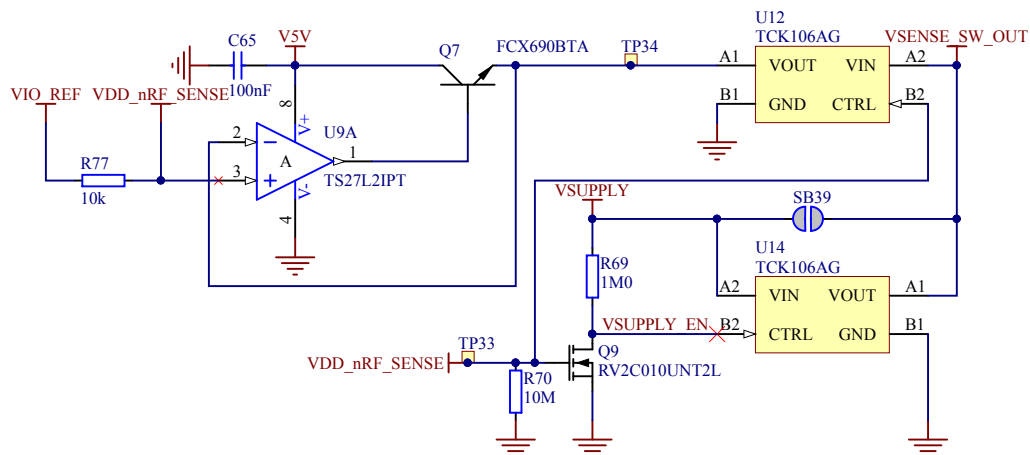 U12
TCK106AG
VSENSE_SW_OUT
V5V
C65
100nF
Q7
FCX690BTA
TP34
A1
VOUT
VIN
A2
B1
GND
CTRL
B2
VIO_REF
VDD_nRF_SENSE
8
V+
U9A
2
A
1
TS27L2IPT
R77
10k
3
V-
4
VSUPPLY
SB39
U14
TCK106AG
R69
1M0
A2
VIN
VOUT
A1
VSUPPLY_EN
B2
CTRL
GND
B1
TP33
VDD_nRF_SENSE
Q9
RV2C010UNT2L
R70
10M